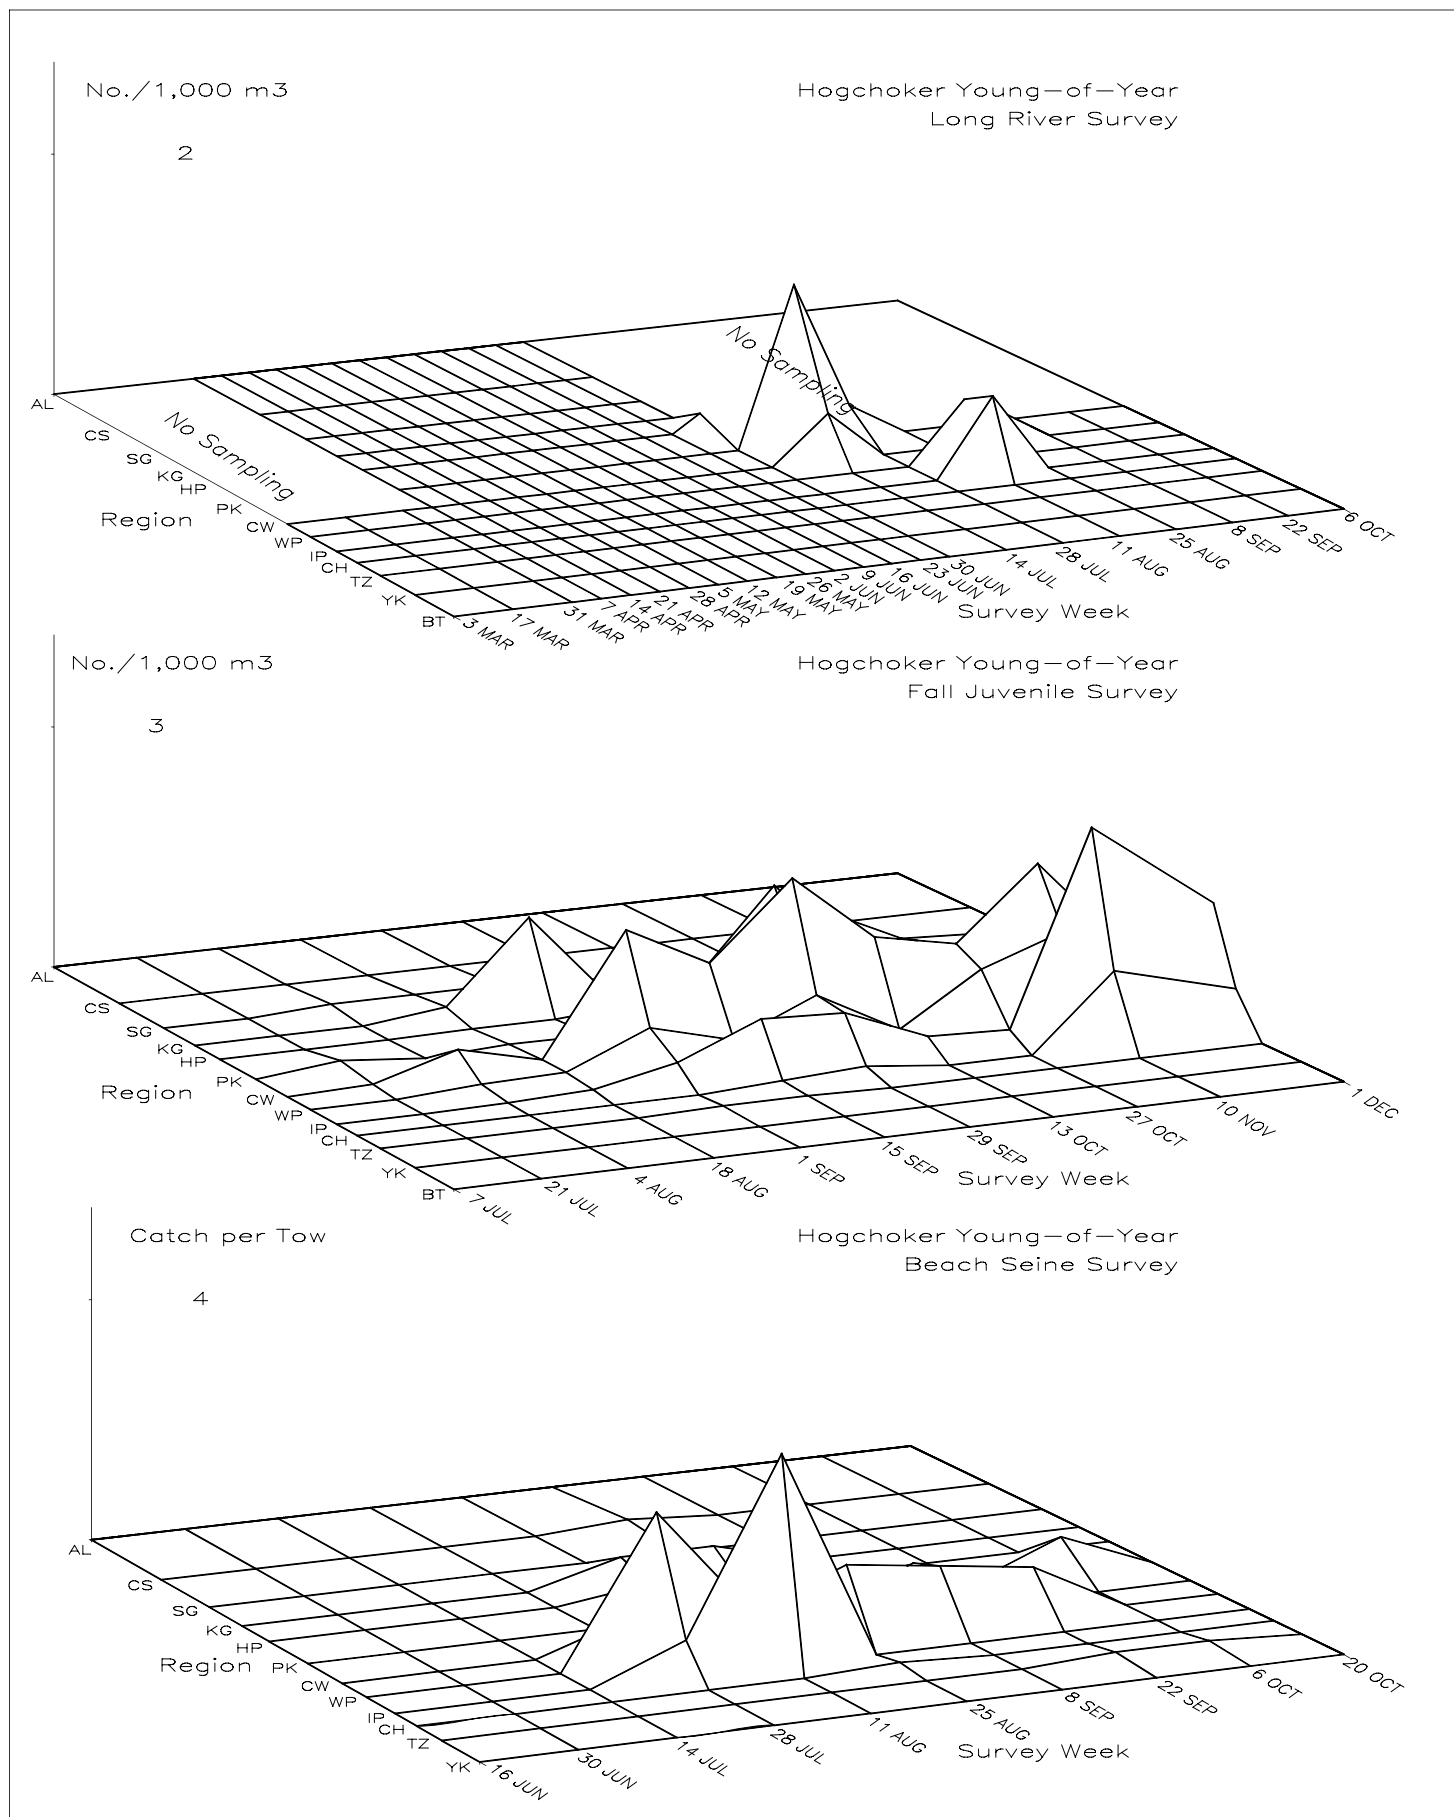 No./1,000 m3
Hogchoker Young-of-Year
Long River Survey
2
No Sampling
No Sampling
AL
CS
SG
KG
HP
PK
CW
WP
IP
CH
TZ
YK
BT
Region
3 MAR
17 MAR
31 MAR
7 APR
14 APR
21 APR
28 APR
5 MAY
12 MAY
19 MAY
26 MAY
2 JUN
9 JUN
16 JUN
23 JUN
30 JUN
14 JUL
28 JUL
11 AUG
25 AUG
8 SEP
22 SEP
6 OCT
Survey Week
No./1,000 m3
Hogchoker Young-of-Year
Fall Juvenile Survey
3
AL
CS
SG
KG
HP
PK
CW
WP
IP
CH
TZ
YK
BT
Region
7 JUL
21 JUL
4 AUG
18 AUG
1 SEP
15 SEP
29 SEP
13 OCT
27 OCT
10 NOV
1 DEC
Survey Week
Catch per Tow
Hogchoker Young-of-Year
Beach Seine Survey
4
AL
CS
SG
KG
HP
PK
CW
WP
IP
CH
TZ
YK
Region
16 JUN
30 JUN
14 JUL
28 JUL
11 AUG
25 AUG
8 SEP
22 SEP
6 OCT
20 OCT
Survey Week